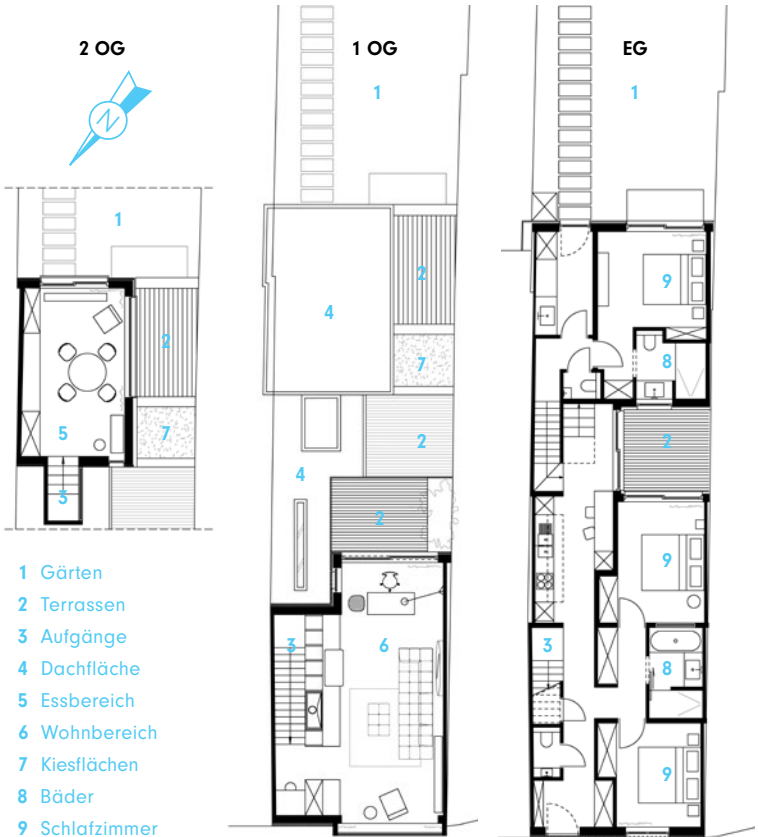 2 OG
1 OG
EG
N
1
1
1
2
5
7
3
4
2
7
2
4
2
3
6
9
8
2
9
3
8
9
1 Gärten
2 Terrassen
3 Aufgänge
4 Dachfläche
5 Essbereich
6 Wohnbereich
7 Kiesflächen
8 Bäder
9 Schlafzimmer